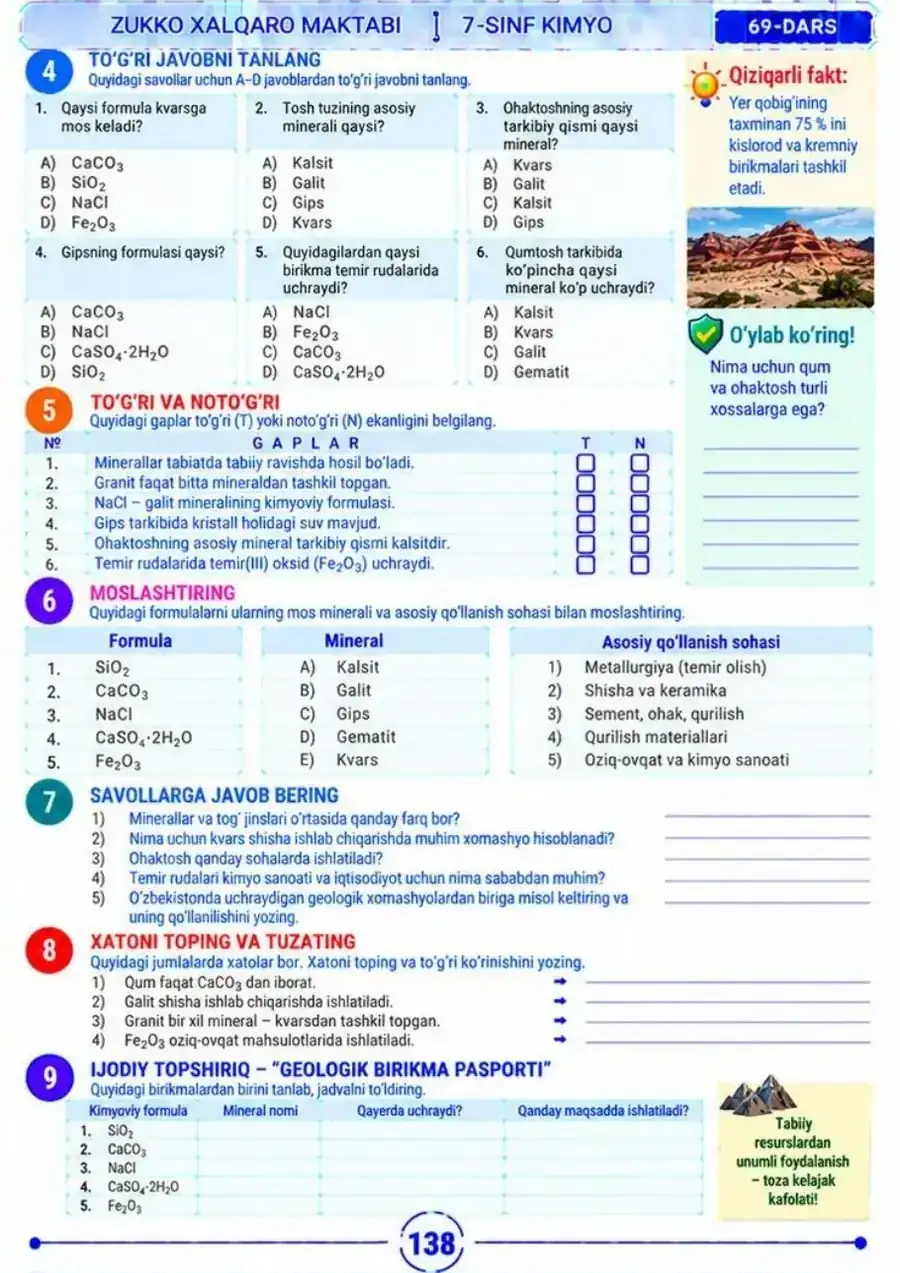 ZUKKO XALQARO MAKTABI
7-SINF KIMYO
69-DARS
4
TO‘G‘RI JAVOBNI TANLANG
Quyidagi savollar uchun A–D javoblardan to‘g‘ri javobni tanlang.
1. Qaysi formula kvarsga
mos keladi?
A) CaCO₃
B) SiO₂
C) NaCl
D) Fe₂O₃
2. Tosh tuzining asosiy
minerali qaysi?
A) Kalsit
B) Galit
C) Gips
D) Kvars
3. Ohaktoshning asosiy
tarkibiy qismi qaysi
mineral?
A) Kvars
B) Galit
C) Kalsit
D) Gips
4. Gipsning formulasi qaysi?
A) CaCO₃
B) NaCl
C) CaSO₄·2H₂O
D) SiO₂
5. Quyidagilardan qaysi
birikma temir rudalarida
uchraydi?
A) NaCl
B) Fe₂O₃
C) CaCO₃
D) CaSO₄·2H₂O
6. Qumtosh tarkibida
ko‘pincha qaysi
mineral ko‘p uchraydi?
A) Kalsit
B) Kvars
C) Galit
D) Gematit
Qiziqarli fakt:
Yer qobig‘ining
taxminan 75 % ini
kislorod va kremniy
birikmalari tashkil
etadi.
O‘ylab ko‘ring!
Nima uchun qum
va ohaktosh turli
xossalarga ega?
5
TO‘G‘RI VA NOTO‘G‘RI
Quyidagi gaplar to‘g‘ri (T) yoki noto‘g‘ri (N) ekanligini belgilang.
№ G A P L A R T N
1. Minerallar tabiatda tabiiy ravishda hosil bo‘ladi.
2. Granit faqat bitta mineraldan tashkil topgan.
3. NaCl – galit mineralining kimyoviy formulasi.
4. Gips tarkibida kristall holidagi suv mavjud.
5. Ohaktoshning asosiy mineral tarkibiy qismi kalsitdir.
6. Temir rudalarida temir(III) oksid (Fe₂O₃) uchraydi.
6
MOSLASHTIRING
Quyidagi formulalarni ularning mos minerali va asosiy qo‘llanish sohasi bilan moslashtiring.
Formula
1. SiO₂
2. CaCO₃
3. NaCl
4. CaSO₄·2H₂O
5. Fe₂O₃
Mineral
A) Kalsit
B) Galit
C) Gips
D) Gematit
E) Kvars
Asosiy qo‘llanish sohasi
1) Metallurgiya (temir olish)
2) Shisha va keramika
3) Sement, ohak, qurilish
4) Qurilish materiallari
5) Oziq-ovqat va kimyo sanoati
7
SAVOLLARGA JAVOB BERING
1) Minerallar va tog‘ jinslari o‘rtasida qanday farq bor?
2) Nima uchun kvars shisha ishlab chiqarishda muhim xomashyo hisoblanadi?
3) Ohaktosh qanday sohalarda ishlatiladi?
4) Temir rudalari kimyo sanoati va iqtisodiyot uchun nima sababdan muhim?
5) O‘zbekistonda uchraydigan geologik xomashyolardan biriga misol keltiring va
uning qo‘llanilishini yozing.
8
XATONI TOPING VA TUZATING
Quyidagi jumlalarda xatolar bor. Xatoni toping va to‘g‘ri ko‘rinishini yozing.
1) Qum faqat CaCO₃ dan iborat. ➡
2) Galit shisha ishlab chiqarishda ishlatiladi. ➡
3) Granit bir xil mineral – kvarsdan tashkil topgan. ➡
4) Fe₂O₃ oziq-ovqat mahsulotlarida ishlatiladi. ➡
9
IJODIY TOPSHIRIQ – “GEOLOGIK BIRIKMA PASPORTI”
Quyidagi birikmalardan birini tanlab, jadvalni to‘ldiring.
Kimyoviy formula Mineral nomi Qayerda uchraydi? Qanday maqsadda ishlatiladi?
1. SiO₂
2. CaCO₃
3. NaCl
4. CaSO₄·2H₂O
5. Fe₂O₃
Tabiiy
resurslardan
unumli foydalanish
– toza kelajak
kafolati!
138